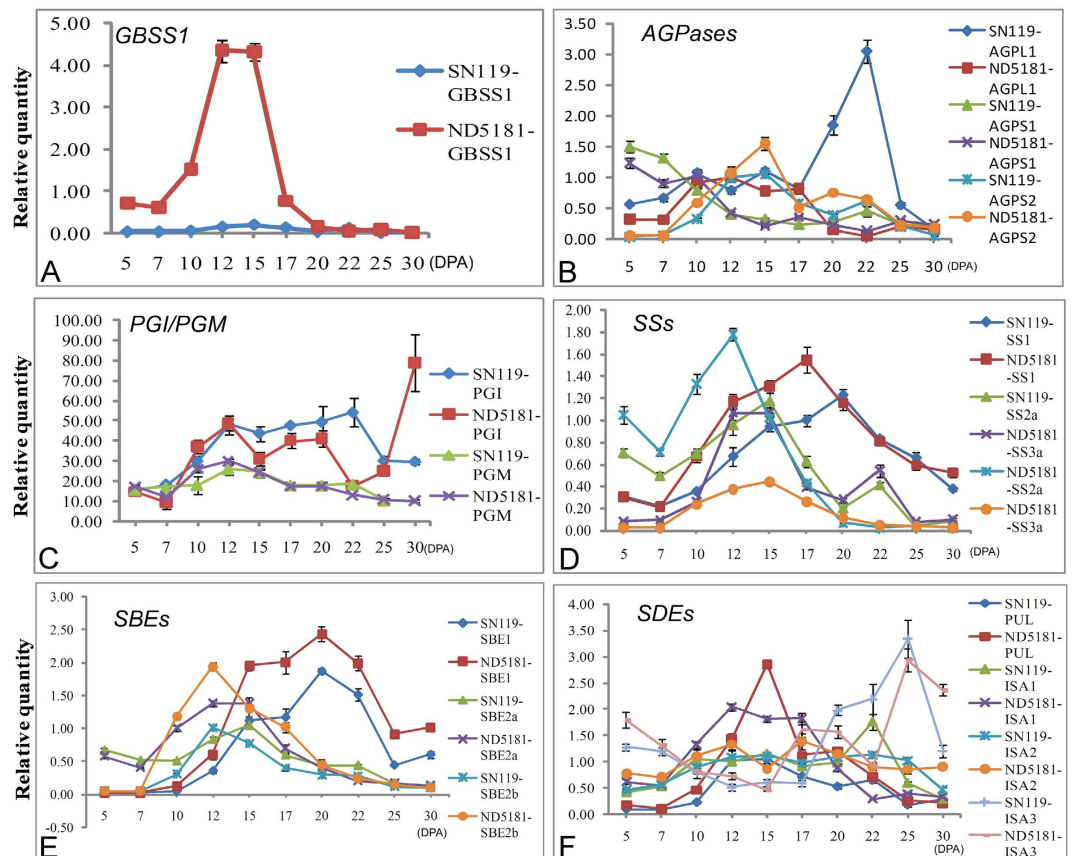 GBSS1
Relative quantity
5.00
4.00
3.00
2.00
1.00
0.00
5 7 10 12 15 17 20 22 25 30 (DPA)
SN119-
GBSS1
ND5181-
GBSS1
A
AGPases
3.50
3.00
2.50
2.00
1.50
1.00
0.50
0.00
5 7 10 12 15 17 20 22 25 30 (DPA)
SN119-
AGPL1
ND5181-
AGPL1
SN119-
AGPS1
ND5181-
AGPS1
SN119-
AGPS2
ND5181-
AGPS2
B
PGI/PGM
Relative quantity
100.00
90.00
80.00
70.00
60.00
50.00
40.00
30.00
20.00
10.00
0.00
5 7 10 12 15 17 20 22 25 30 (DPA)
SN119-
PGI
ND5181-
PGI
SN119-
PGM
ND5181-
PGM
C
SSs
2.00
1.80
1.60
1.40
1.20
1.00
0.80
0.60
0.40
0.20
0.00
5 7 10 12 15 17 20 22 25 30
SN119-
SS1
ND5181
-SS1
SN119-
SS2a
ND5181
-SS3a
ND5181
-SS2a
ND5181
-SS3a
D
SBEs
Relative quantity
3.00
2.50
2.00
1.50
1.00
0.50
0.00
-0.50
5 7 10 12 15 17 20 22 25 30
(DPA)
SN119-
SBE1
ND5181-
SBE1
SN119-
SBE2a
ND5181-
SBE2a
SN119-
SBE2b
ND5181-
SBE2b
E
SDEs
4.00
3.50
3.00
2.50
2.00
1.50
1.00
0.50
0.00
5 7 10 12 15 17 20 22 25 30
(DPA)
SN119-
PUL
ND5181-
PUL
SN119-
ISA1
ND5181-
ISA1
SN119-
ISA2
ND5181-
ISA2
SN119-
ISA3
ND5181-
ISA3
F